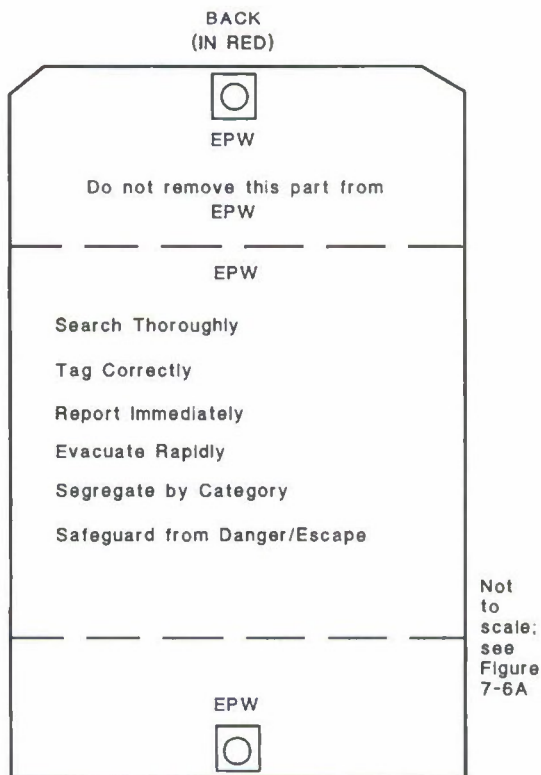 BACK
(IN RED)
EPW
Do not remove this part from
EPW
EPW
Search Thoroughly
Tag Correctly
Report Immediately
Evacuate Rapidly
Segregate by Category
Safeguard from Danger/Escape
Not
to
scale;
see
Figure
7-6A
EPW